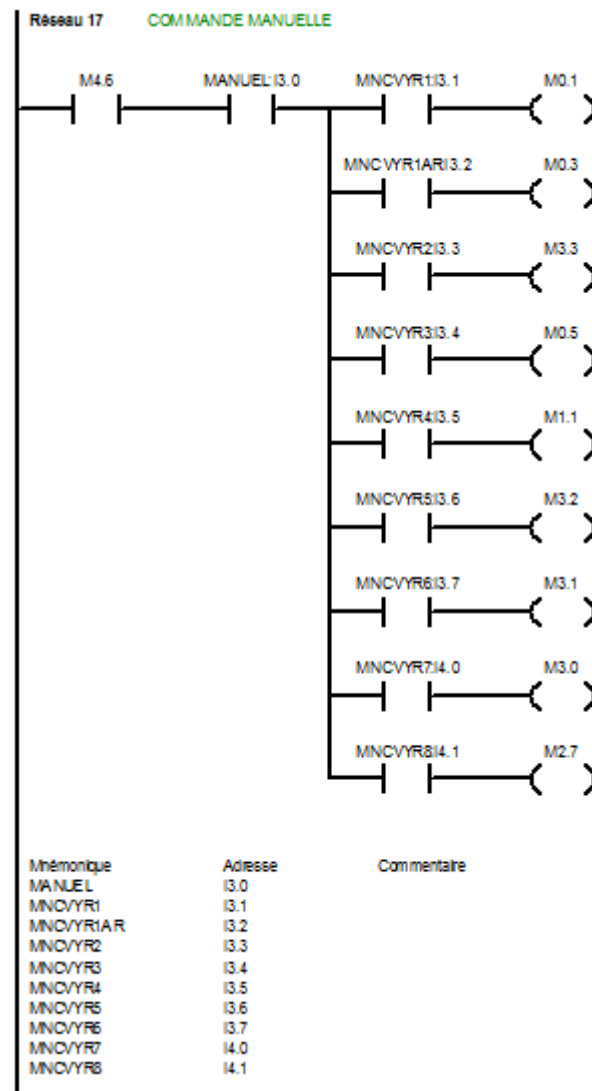 Réseau 17 COMMANDE MANUELLE
M4.6 MANUEL:I3.0 MNCVYR1:I3.1 M0.1
MNCVYR1AR:I3.2 M0.3
MNCVYR2:I3.3 M3.3
MNCVYR3:I3.4 M0.5
MNCVYR4:I3.5 M1.1
MNCVYR5:I3.6 M3.2
MNCVYR6:I3.7 M3.1
MNCVYR7:I4.0 M3.0
MNCVYR8:I4.1 M2.7
Mnémonique Adresse Commentaire
MANUEL I3.0
MNCVYR1 I3.1
MNCVYR1AR I3.2
MNCVYR2 I3.3
MNCVYR3 I3.4
MNCVYR4 I3.5
MNCVYR5 I3.6
MNCVYR6 I3.7
MNCVYR7 I4.0
MNCVYR8 I4.1